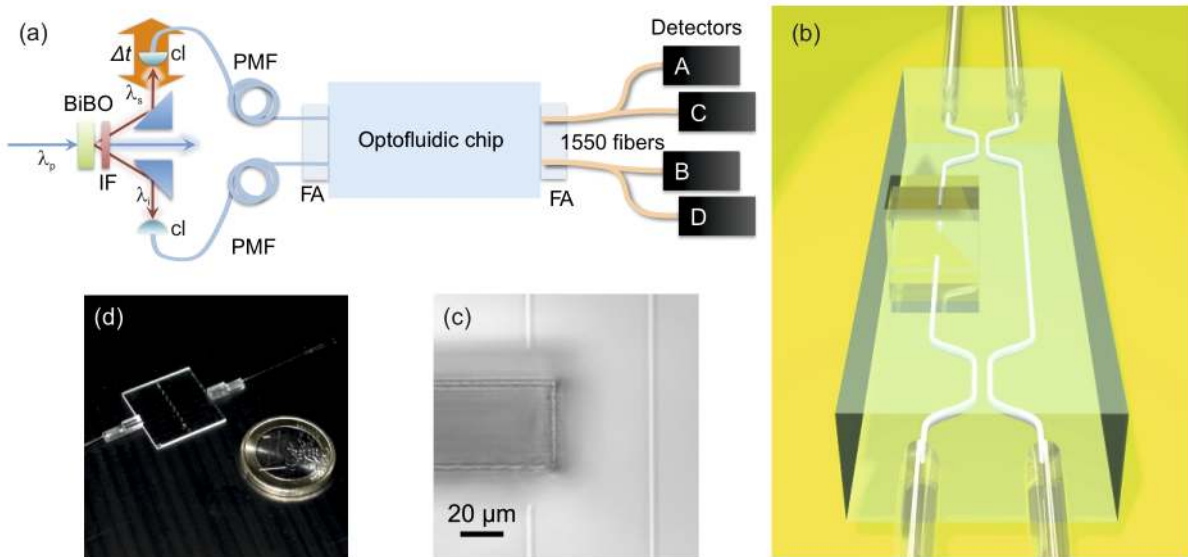 (a)
Δt
cl
PMF
λs
BiBO
λp
IF
λi
cl
PMF
FA
Optofluidic chip
FA
1550 fibers
Detectors
A
C
B
D
(b)
(d)
(c)
20 μm